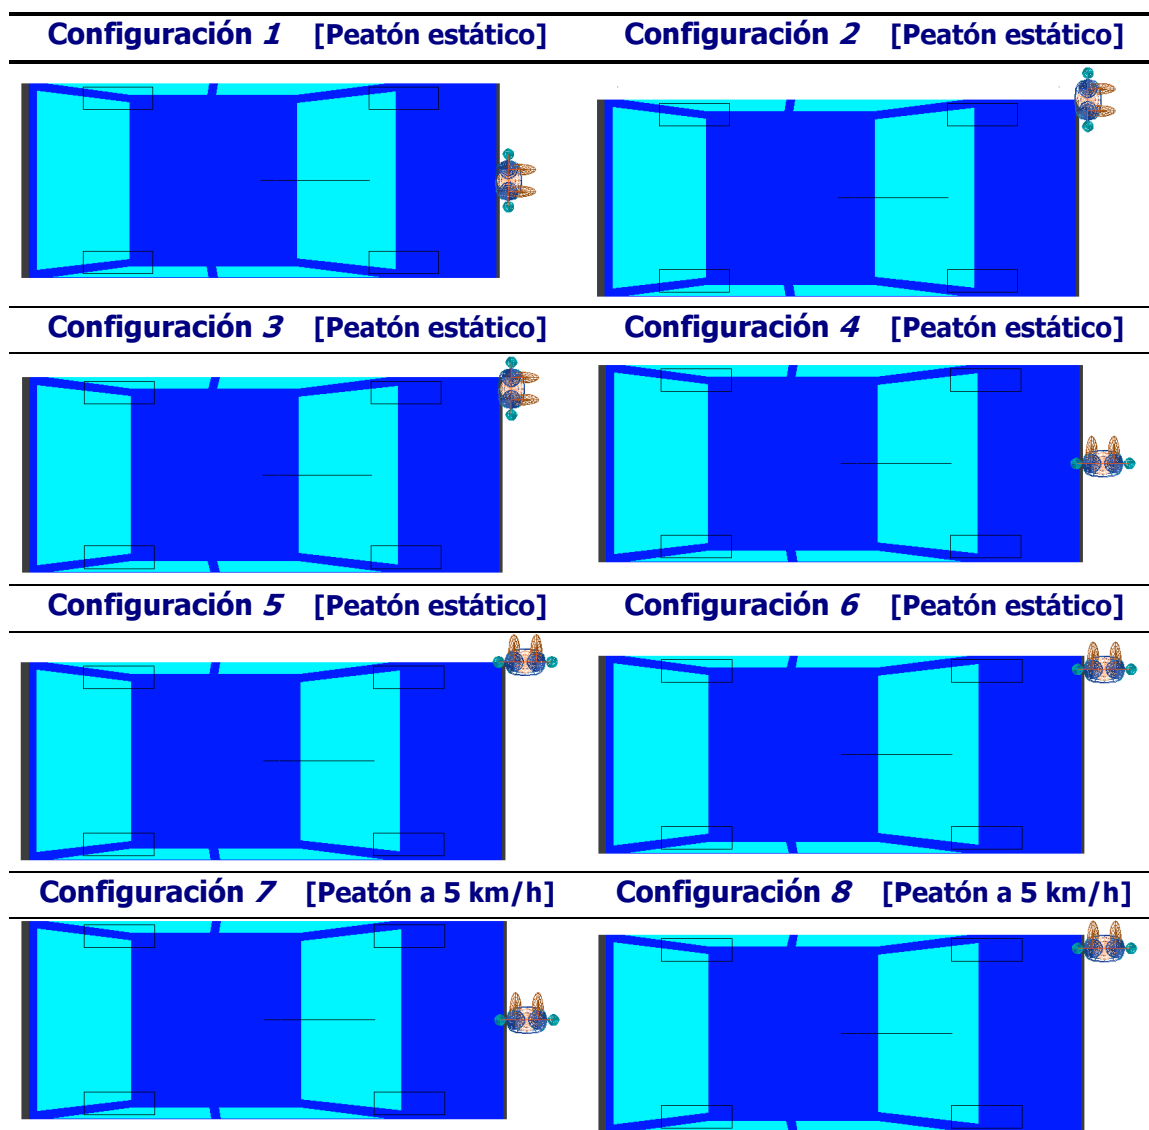 Configuración 1 [Peatón estático] Configuración 2 [Peatón estático]
Configuración 3 [Peatón estático] Configuración 4 [Peatón estático]
Configuración 5 [Peatón estático] Configuración 6 [Peatón estático]
Configuración 7 [Peatón a 5 km/h] Configuración 8 [Peatón a 5 km/h]